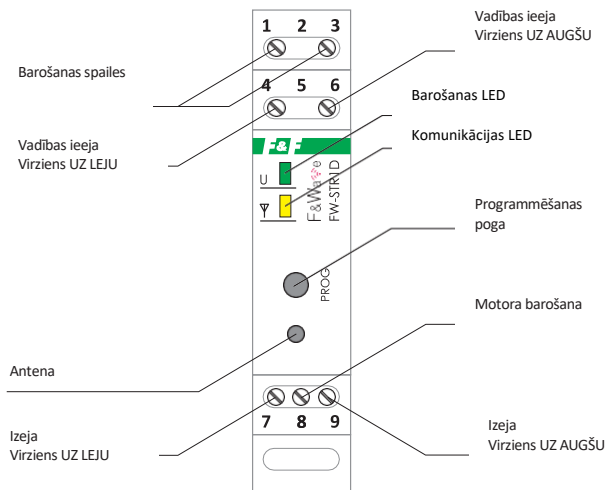 Vadības ieeja
Virziens UZ AUGŠU
1 2 3
Barošanas spailes
4 5 6
Barošanas LED
Vadības ieeja
Virziens UZ LEJU
Komunikācijas LED
F&F
U
F&Wave
FW-STR1D
Programmēšanas
poga
PROG
Motora barošana
Antena
7 8 9
Izeja
Virziens UZ LEJU
Izeja
Virziens UZ AUGŠU